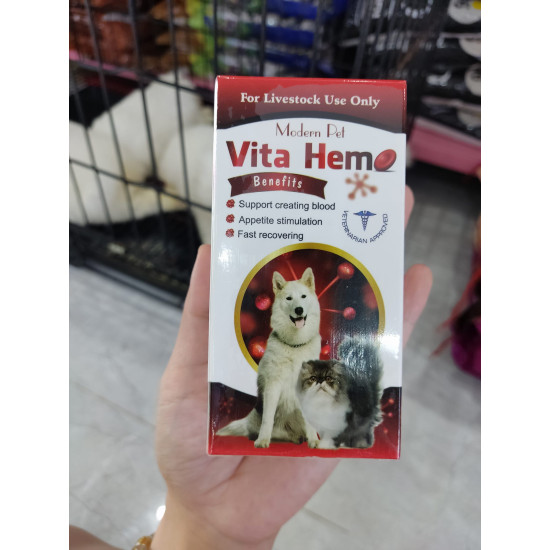 For Livestock Use Only
Modern Pet
Vita Hemo
Benefits
Support creating blood
Appetite stimulation
Fast recovering
VETERINARIAN APPROVED